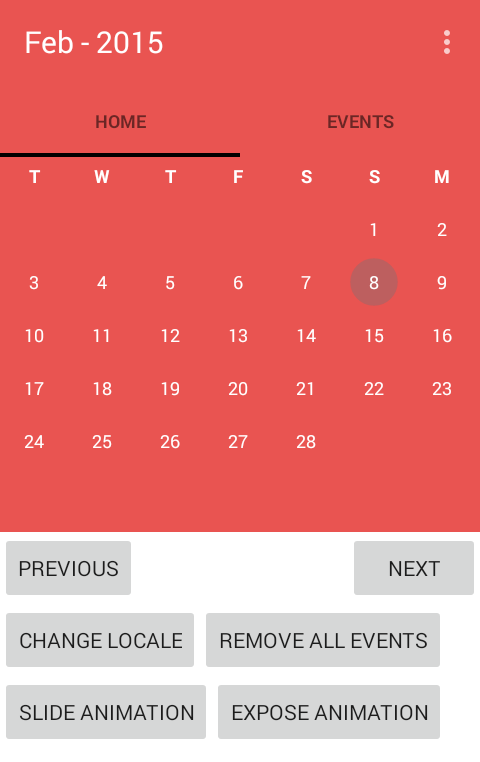 Feb - 2015
HOME EVENTS
T W T F S S M
1 2
3 4 5 6 7 8 9
10 11 12 13 14 15 16
17 18 19 20 21 22 23
24 25 26 27 28
PREVIOUS NEXT
CHANGE LOCALE REMOVE ALL EVENTS
SLIDE ANIMATION EXPOSE ANIMATION